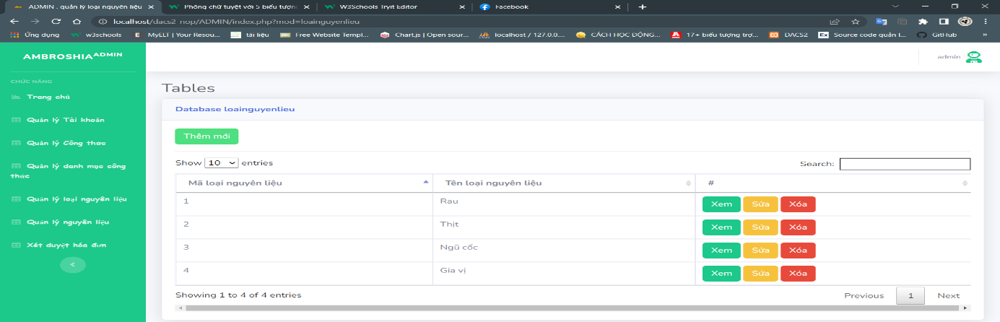 ADMIN . quản lý loại nguyên liệu
Phông chữ tuyệt với 5 biểu tượng
W3Schools Tryit Editor
Facebook
localhost/dacs2_nop/ADMIN/index.php?mod=loainguyenlieu
Ứng dụng
w3schools
MyELT | Your Resou...
tài liệu
Free Website Templ...
Chart.js | Open sour...
localhost / 127.0.0....
CÁCH HỌC ĐỘNG...
17+ biểu tượng trợ...
DACS2
Source code quản l...
GitHub
»
AMBROSHIA ADMIN
admin
CHỨC NĂNG
Trang chủ
Quản lý Tài khoản
Quản lý Công thức
Quản lý danh mục công
thức
Quản lý loại nguyên liệu
Quản lý nguyên liệu
Xét duyệt hóa đơn
Tables
Database loainguyenlieu
Thêm mới
Show 10 entries
Search:
Mã loại nguyên liệu Tên loại nguyên liệu #
1 Rau Xem Sửa Xóa
2 Thịt Xem Sửa Xóa
3 Ngũ cốc Xem Sửa Xóa
4 Gia vị Xem Sửa Xóa
Showing 1 to 4 of 4 entries
Previous 1 Next